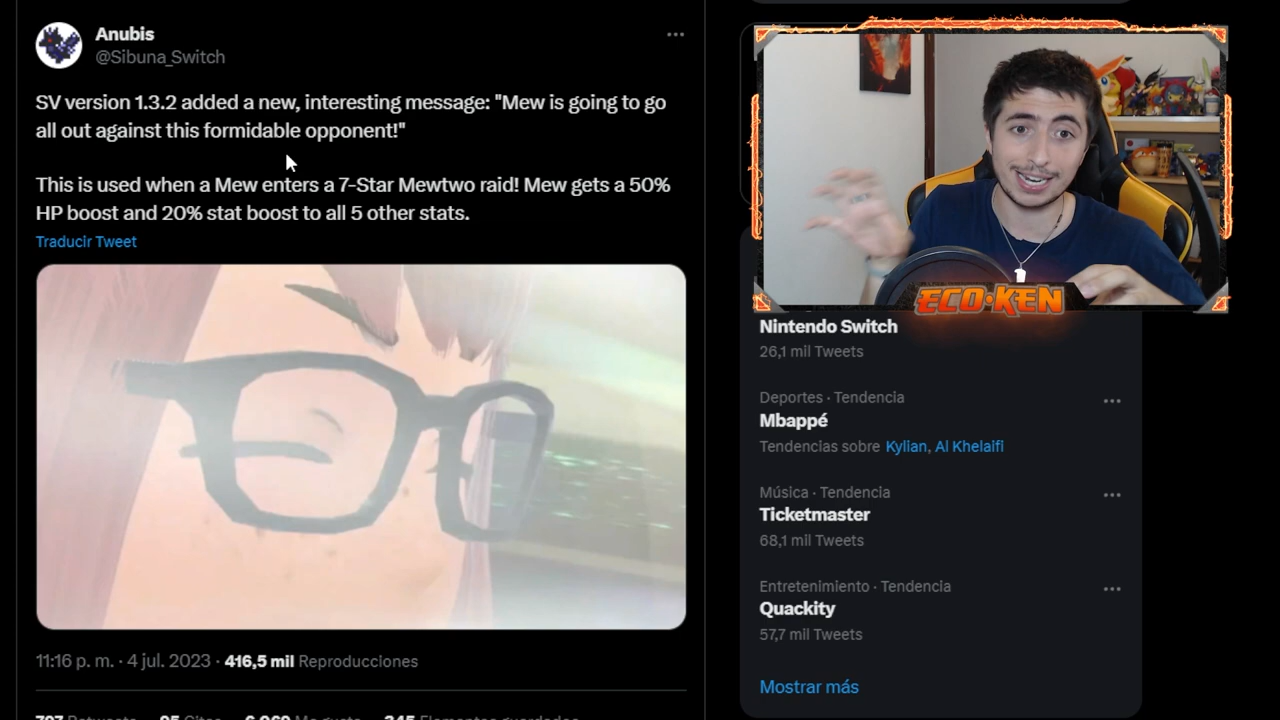 Anubis
@Sibuna_Switch
SV version 1.3.2 added a new, interesting message: "Mew is going to go
all out against this formidable opponent!"
This is used when a Mew enters a 7-Star Mewtwo raid! Mew gets a 50%
HP boost and 20% stat boost to all 5 other stats.
Traducir Tweet
11:16 p. m. · 4 jul. 2023 · 416,5 mil Reproducciones
ECO·KEN
Nintendo Switch
26,1 mil Tweets
Deportes · Tendencia
Mbappé
Tendencias sobre Kylian, Al Khelaifi
Música · Tendencia
Ticketmaster
68,1 mil Tweets
Entretenimiento · Tendencia
Quackity
57,7 mil Tweets
Mostrar más